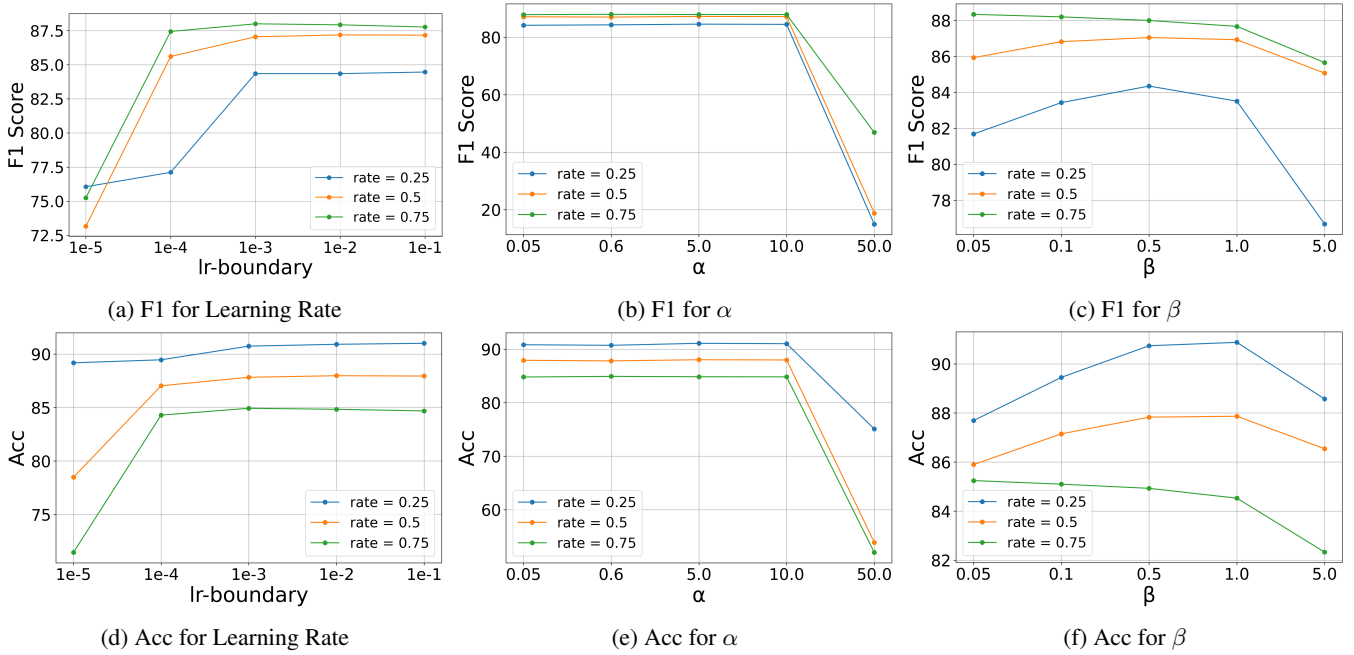 87.5
85.0
82.5
80.0
77.5
75.0
72.5
F1 Score
1e-5 1e-4 1e-3 1e-2 1e-1
lr-boundary
rate = 0.25
rate = 0.5
rate = 0.75
(a) F1 for Learning Rate
80
60
40
20
F1 Score
0.05 0.6 5.0 10.0 50.0
α
rate = 0.25
rate = 0.5
rate = 0.75
(b) F1 for α
88
86
84
82
80
78
F1 Score
0.05 0.1 0.5 1.0 5.0
β
rate = 0.25
rate = 0.5
rate = 0.75
(c) F1 for β
90
85
80
75
Acc
1e-5 1e-4 1e-3 1e-2 1e-1
lr-boundary
rate = 0.25
rate = 0.5
rate = 0.75
(d) Acc for Learning Rate
90
80
70
60
Acc
0.05 0.6 5.0 10.0 50.0
α
rate = 0.25
rate = 0.5
rate = 0.75
(e) Acc for α
90
88
86
84
82
Acc
0.05 0.1 0.5 1.0 5.0
β
rate = 0.25
rate = 0.5
rate = 0.75
(f) Acc for β